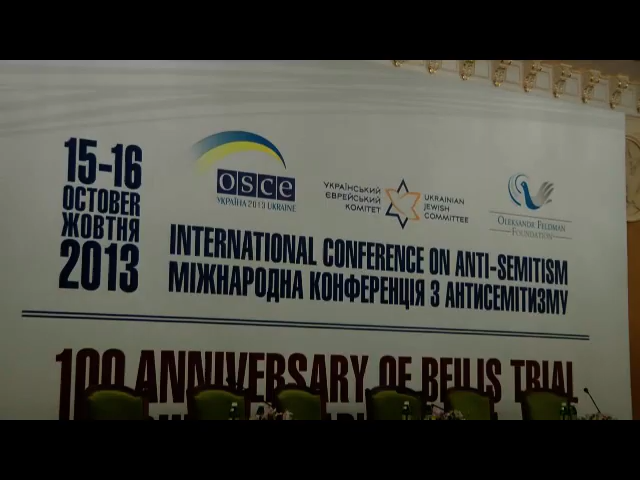 15-16
OCTOBER
ЖОВТНЯ
2013
osce
УКРАЇНА 2013 UKRAINE
УКРАЇНСЬКИЙ
ЄВРЕЙСЬКИЙ
КОМІТЕТ
UKRAINIAN
JEWISH
COMMITTEE
OLEKSANDR FELDMAN
FOUNDATION
INTERNATIONAL CONFERENCE ON ANTI-SEMITISM
МІЖНАРОДНА КОНФЕРЕНЦІЯ З АНТИСЕМІТИЗМУ
100 ANNIVERSARY OF BEILIS TRIAL